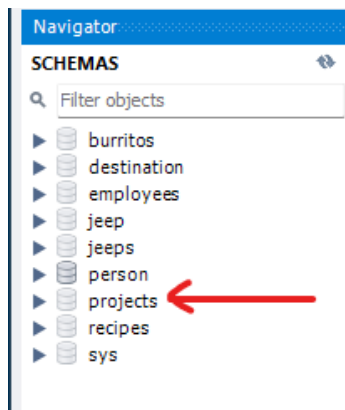 Navigator
SCHEMAS
Filter objects
burritos
destination
employees
jeep
jeeps
person
projects
recipes
sys